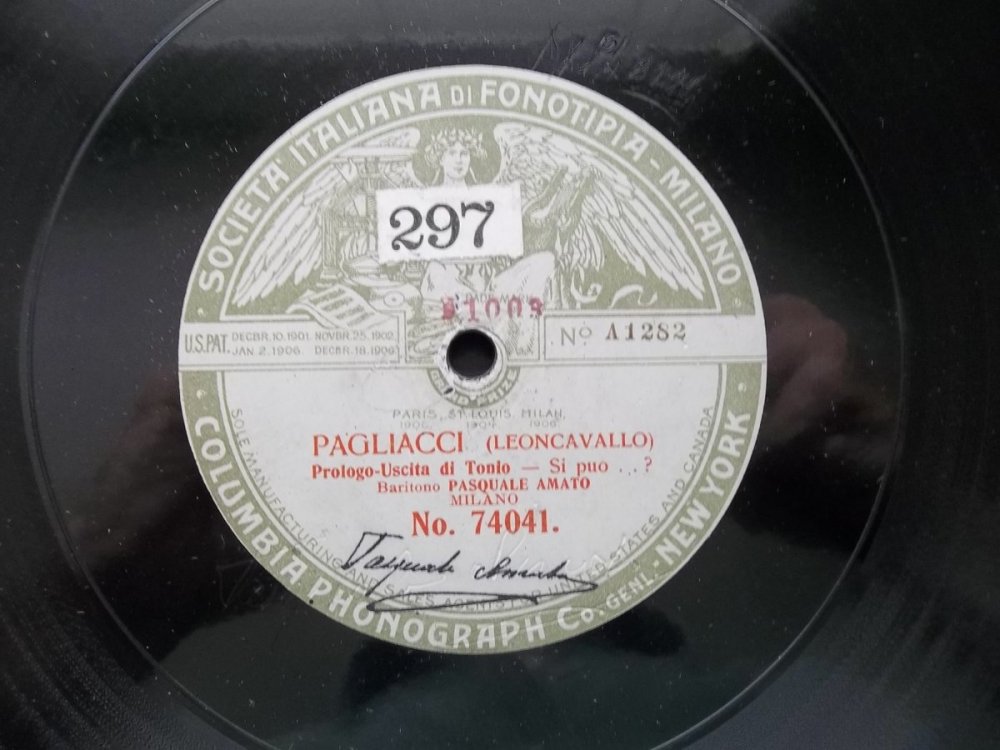 SOCIETA' ITALIANA DI FONOTIPIA - MILANO
297
1003
U.S.PAT. DECBR.10.1901. NOVBR.25.1902.
JAN.2.1906. DECBR.18.1906
No A1282
GRAND PRIZE
PARIS, ST. LOUIS, MILAN,
1900, 1904, 1906
PAGLIACCI (LEONCAVALLO)
Prologo-Uscita di Tonio — Si puo ...?
Baritono PASQUALE AMATO
MILANO
No. 74041.
Pasquale Amato
SOLE MANUFACTURING AND SALES AGENTS FOR UNITED STATES AND CANADA
COLUMBIA PHONOGRAPH Co. GENL. - NEW YORK